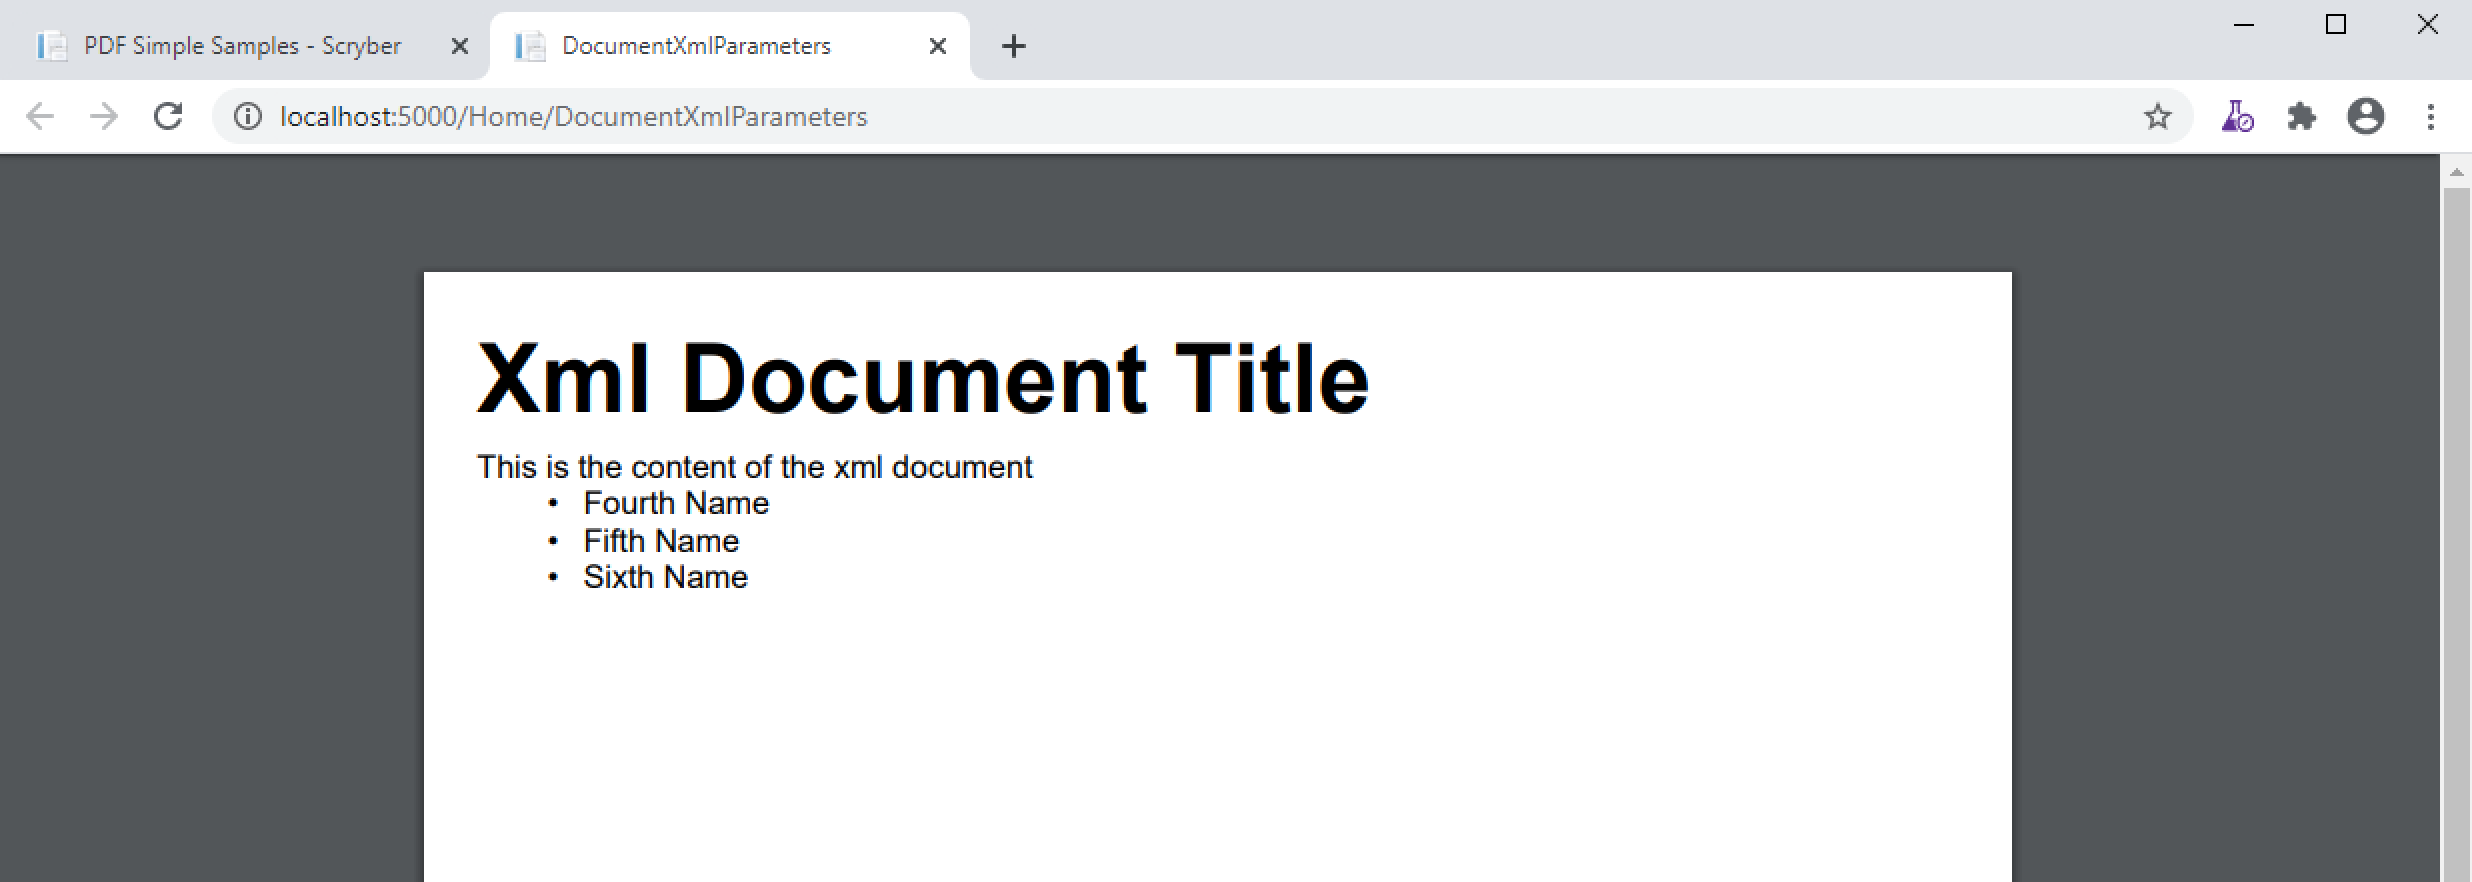 PDF Simple Samples - Scryber
DocumentXmlParameters
localhost:5000/Home/DocumentXmlParameters
Xml Document Title
This is the content of the xml document
• Fourth Name
• Fifth Name
• Sixth Name